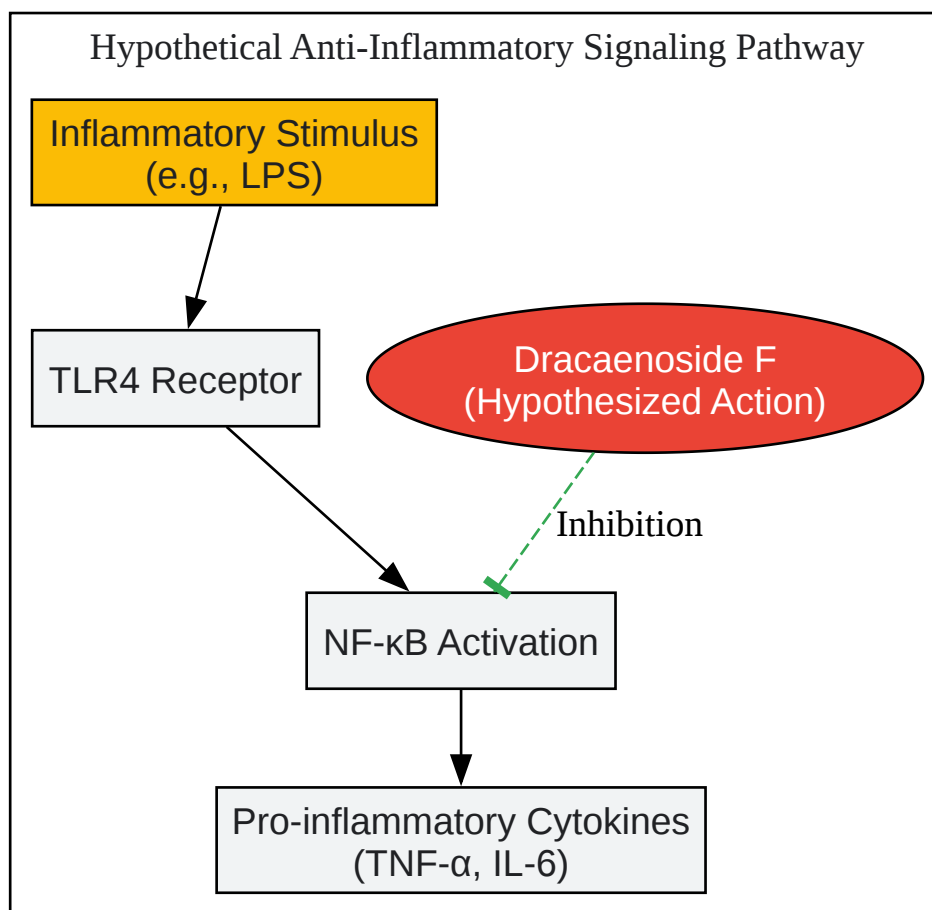 Hypothetical Anti-Inflammatory Signaling Pathway
Inflammatory Stimulus
(e.g., LPS)
TLR4 Receptor
Dracaenoside F
(Hypothesized Action)
Inhibition
NF-κB Activation
Pro-inflammatory Cytokines
(TNF-α, IL-6)